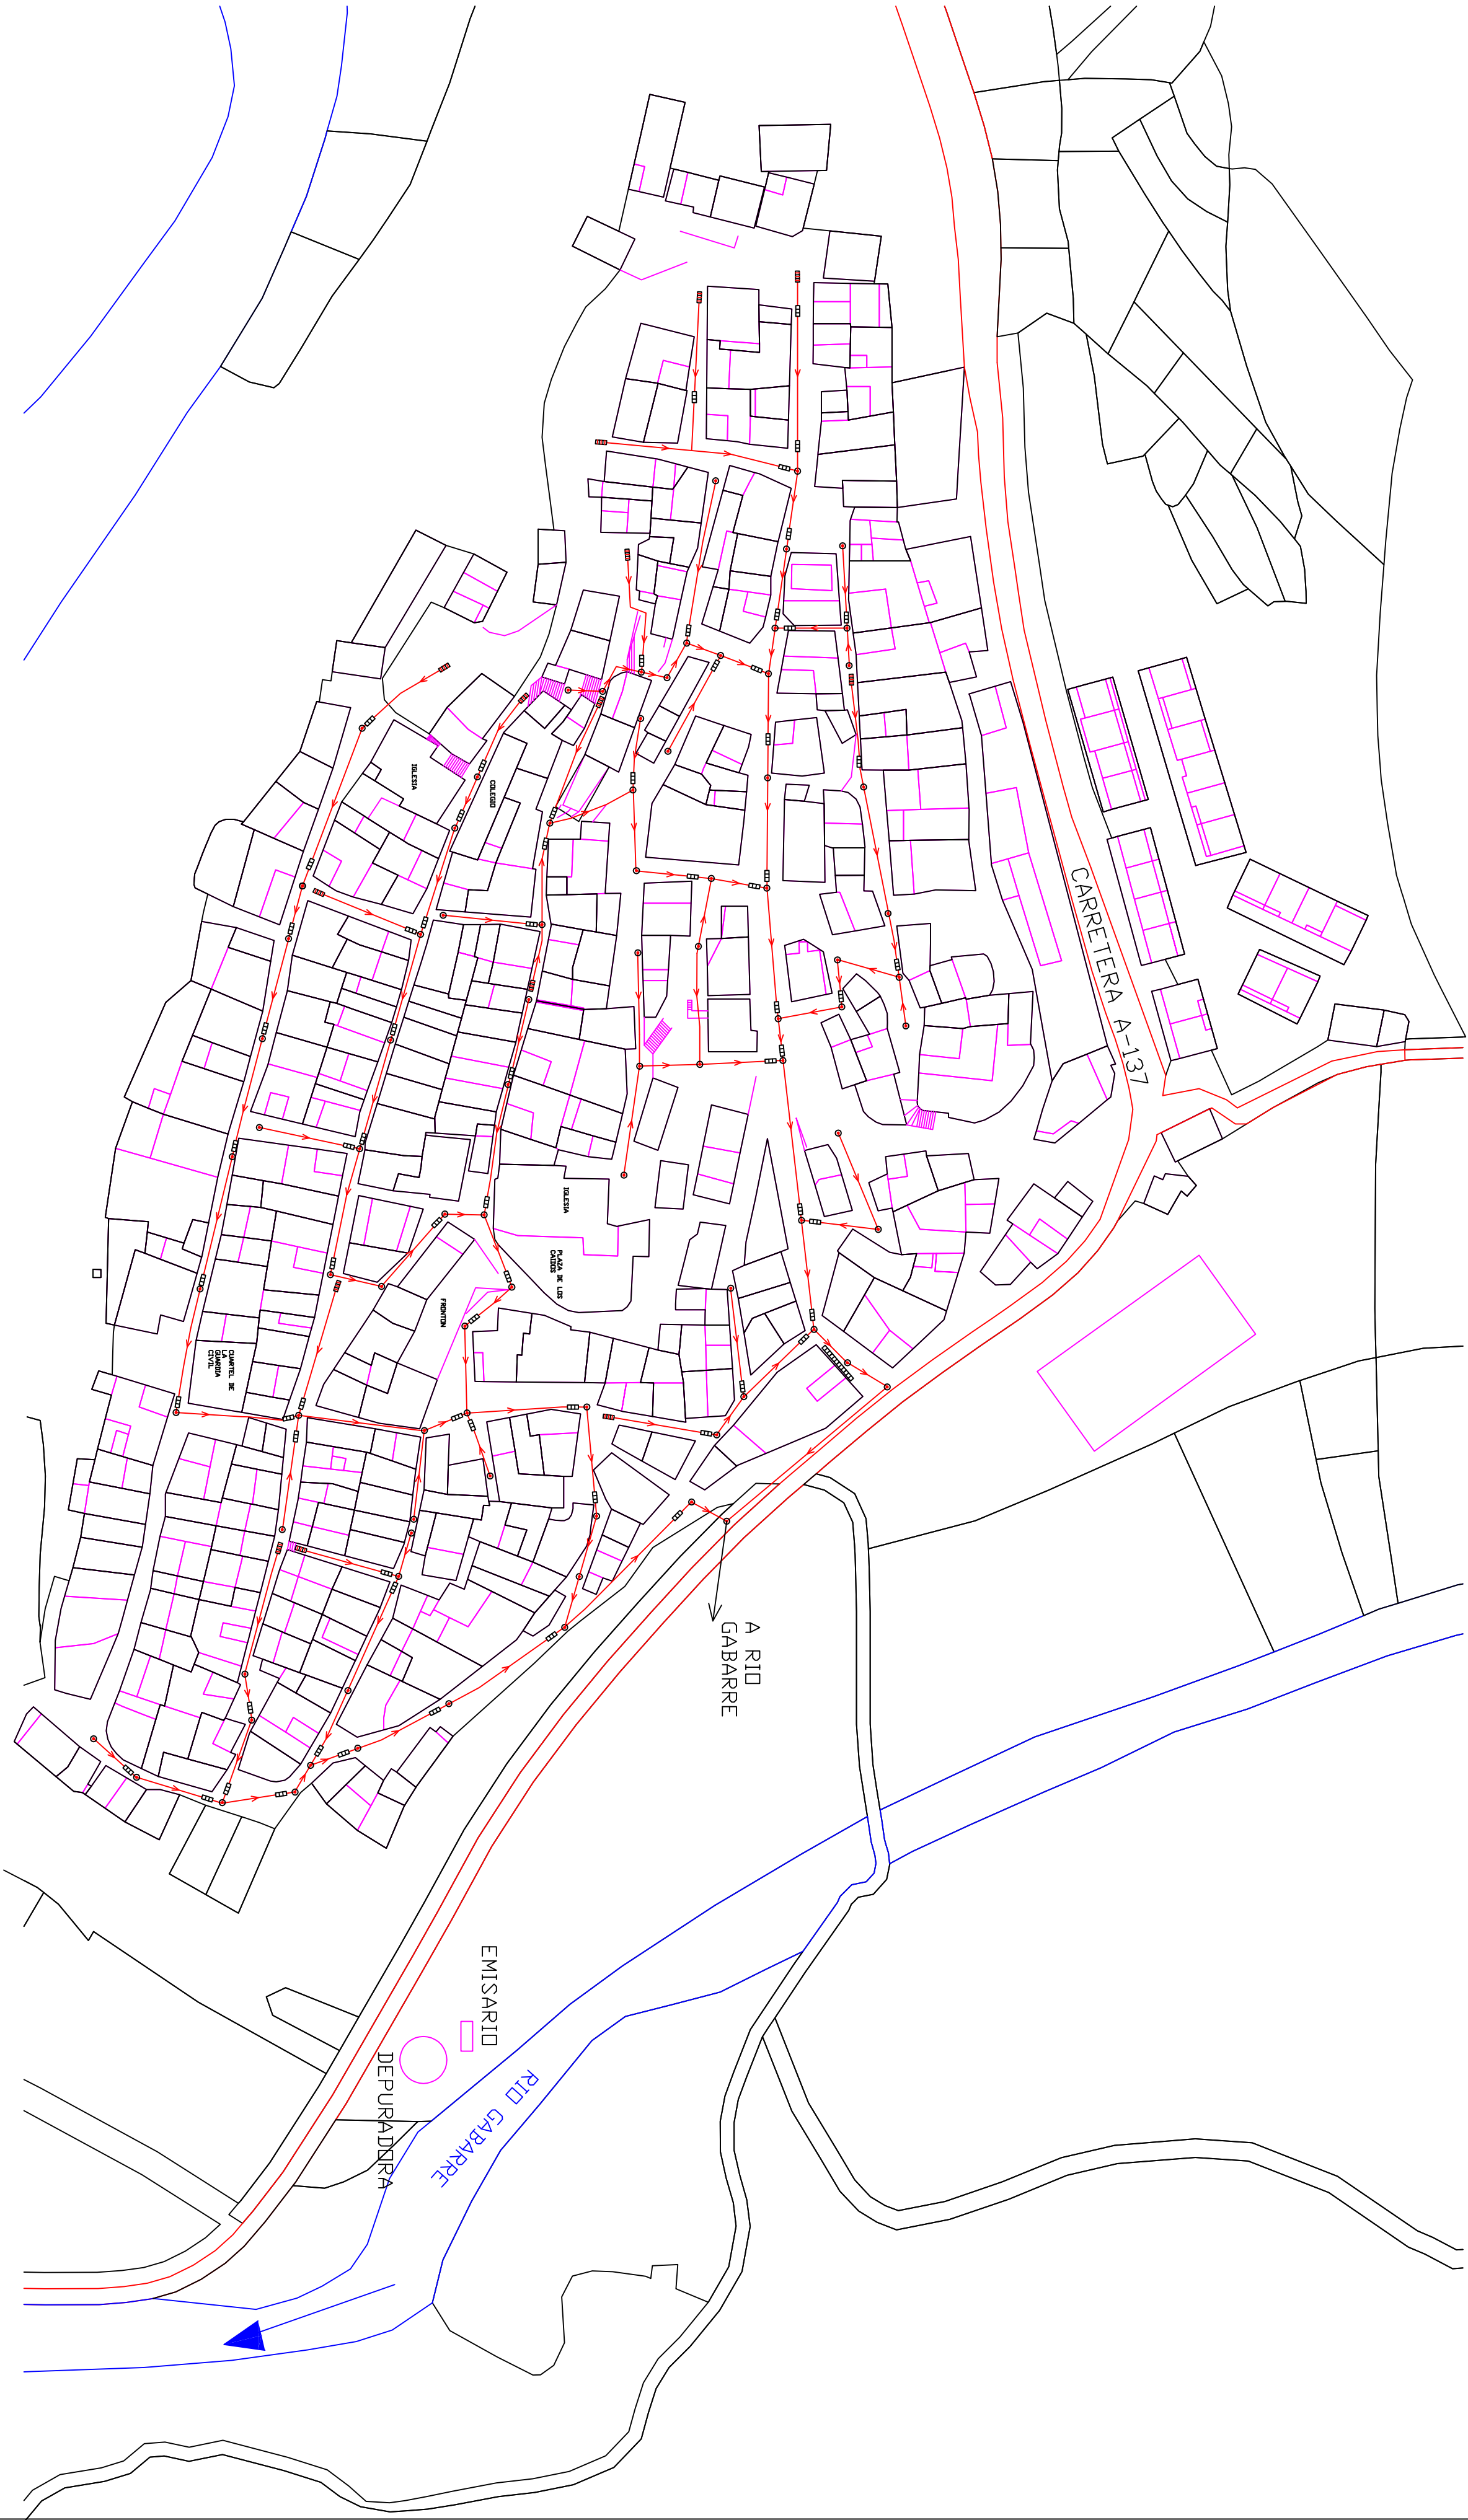 IGLESIA
COLEGIO
CARRETERA A-137
IGLESIA
PLAZA DE LOS
CAIDOS
FRONTON
CUARTEL DE
LA
GUARDIA
CIVIL
A RIO
GABARRE
EMISARIO
DEPURADORA
RIO GABARRE